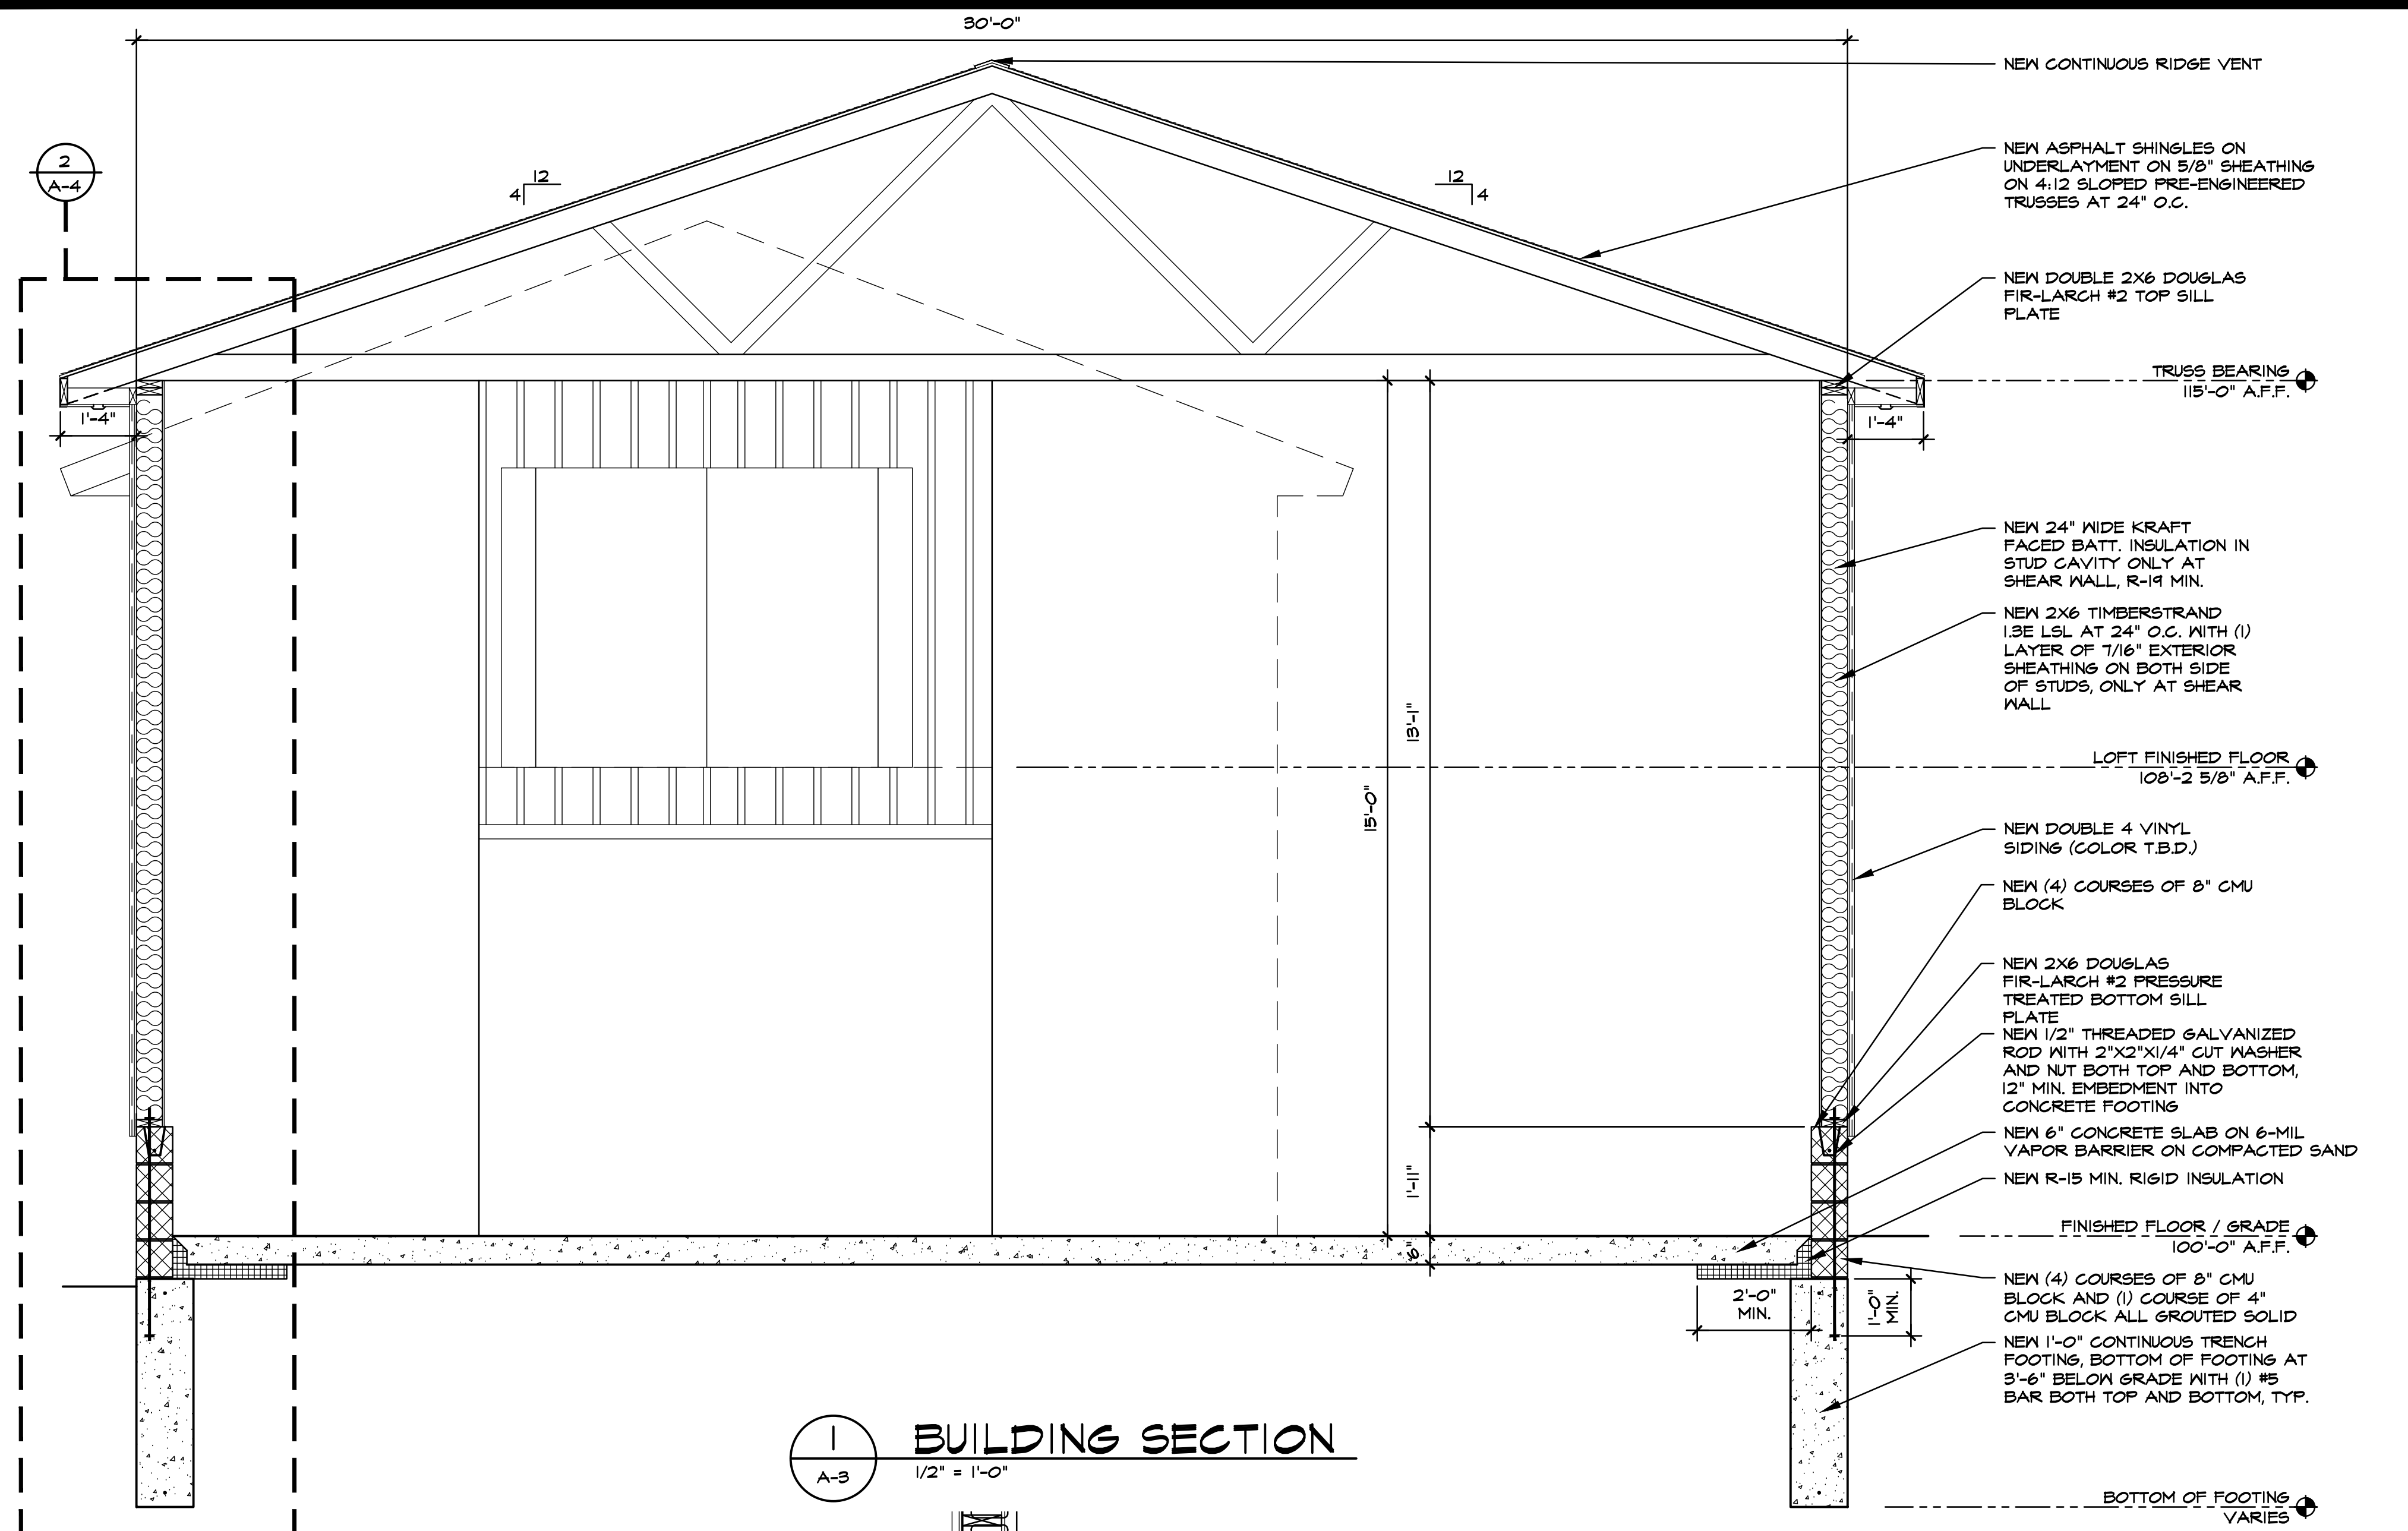 30'-0"
NEW CONTINUOUS RIDGE VENT
2
A-4
12
4
12
4
NEW ASPHALT SHINGLES ON
UNDERLAYMENT ON 5/8" SHEATHING
ON 4:12 SLOPED PRE-ENGINEERED
TRUSSES AT 24" O.C.
NEW DOUBLE 2X6 DOUGLAS
FIR-LARCH #2 TOP SILL
PLATE
TRUSS BEARING
115'-0" A.F.F.
1'-4"
1'-4"
NEW 24" WIDE KRAFT
FACED BATT. INSULATION IN
STUD CAVITY ONLY AT
SHEAR WALL, R-19 MIN.
NEW 2X6 TIMBERSTRAND
1.3E LSL AT 24" O.C. WITH (1)
LAYER OF 7/16" EXTERIOR
SHEATHING ON BOTH SIDE
OF STUDS, ONLY AT SHEAR
WALL
13'-1"
15'-0"
LOFT FINISHED FLOOR
108'-2 5/8" A.F.F.
NEW DOUBLE 4 VINYL
SIDING (COLOR T.B.D.)
NEW (4) COURSES OF 8" CMU
BLOCK
NEW 2X6 DOUGLAS
FIR-LARCH #2 PRESSURE
TREATED BOTTOM SILL
PLATE
NEW 1/2" THREADED GALVANIZED
ROD WITH 2"X2"X1/4" CUT WASHER
AND NUT BOTH TOP AND BOTTOM,
12" MIN. EMBEDMENT INTO
CONCRETE FOOTING
NEW 6" CONCRETE SLAB ON 6-MIL
VAPOR BARRIER ON COMPACTED SAND
1'-11"
NEW R-15 MIN. RIGID INSULATION
FINISHED FLOOR / GRADE
100'-0" A.F.F.
6"
NEW (4) COURSES OF 8" CMU
BLOCK AND (1) COURSE OF 4"
CMU BLOCK ALL GROUTED SOLID
2'-0"
MIN.
1'-0"
MIN.
NEW 1'-0" CONTINUOUS TRENCH
FOOTING, BOTTOM OF FOOTING AT
3'-6" BELOW GRADE WITH (1) #5
BAR BOTH TOP AND BOTTOM, TYP.
1
A-3
BUILDING SECTION
1/2" = 1'-0"
BOTTOM OF FOOTING
VARIES